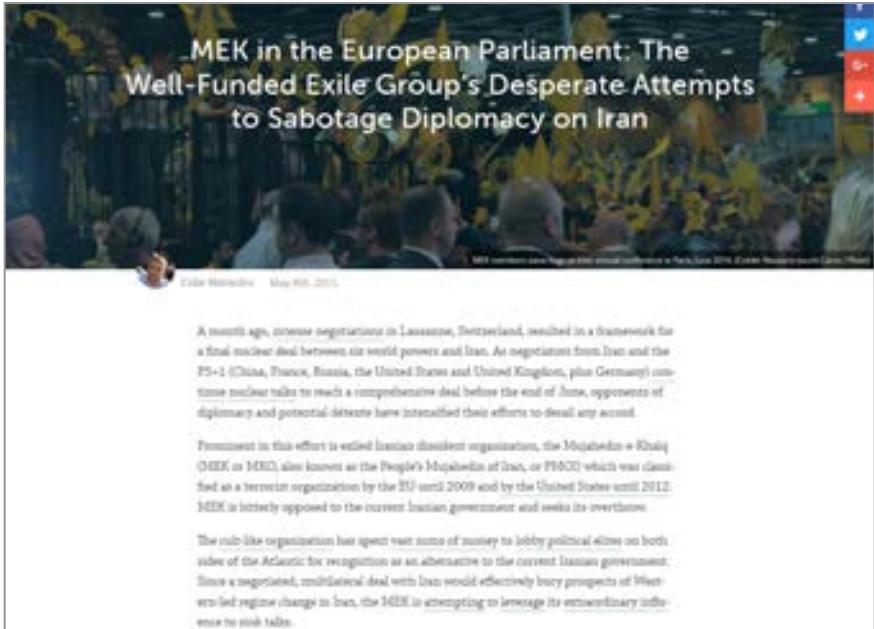 MEK in the European Parliament: The
Well-Funded Exile Group's Desperate Attempts
to Sabotage Diplomacy on Iran
May 8th, 2015
A month ago, intense negotiations in Lausanne, Switzerland, resulted in a framework for
a final nuclear deal between six world powers and Iran. As negotiators from Iran and the
P5+1 (China, France, Russia, the United States and United Kingdom, plus Germany) con-
tinue nuclear talks to reach a comprehensive deal before the end of June, opponents of
diplomacy and potential détente have intensified their efforts to derail any accord.
Prominent in this effort is exiled Iranian dissident organization, the Mujahedin-e Khalq
(MEK or MKO, also known as the People's Mujahedin of Iran, or PMOI) which was classi-
fied as a terrorist organization by the EU until 2009 and by the United States until 2012.
MEK is bitterly opposed to the current Iranian government and seeks its overthrow.
The cult-like organization has spent vast sums of money to lobby political elites on both
sides of the Atlantic for recognition as an alternative to the current Iranian government.
Since a negotiated, multilateral deal with Iran would effectively bury prospects of West-
ern-led regime change in Iran, the MEK is attempting to leverage its extraordinary influ-
ence to sink talks.